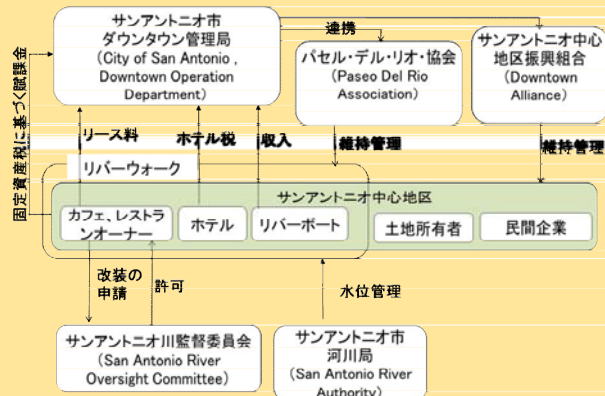 サンアントニオ市
ダウンタウン管理局
(City of San Antonio ,
Downtown Operation
Department)
連携
パセル・デル・リオ・協会
(Paseo Del Rio
Association)
サンアントニオ中心
地区振興組合
(Downtown
Alliance)
固定資産税に基づく賦課金
リース料
ホテル税
収入
維持管理
維持管理
リバーウォーク
サンアントニオ中心地区
カフェ、レストラ
ンオーナー
ホテル
リバーボート
土地所有者
民間企業
改装の
申請
許可
水位管理
サンアントニオ川監督委員会
(San Antonio River
Oversight Committee)
サンアントニオ市
河川局
(San Antonio River
Authority)